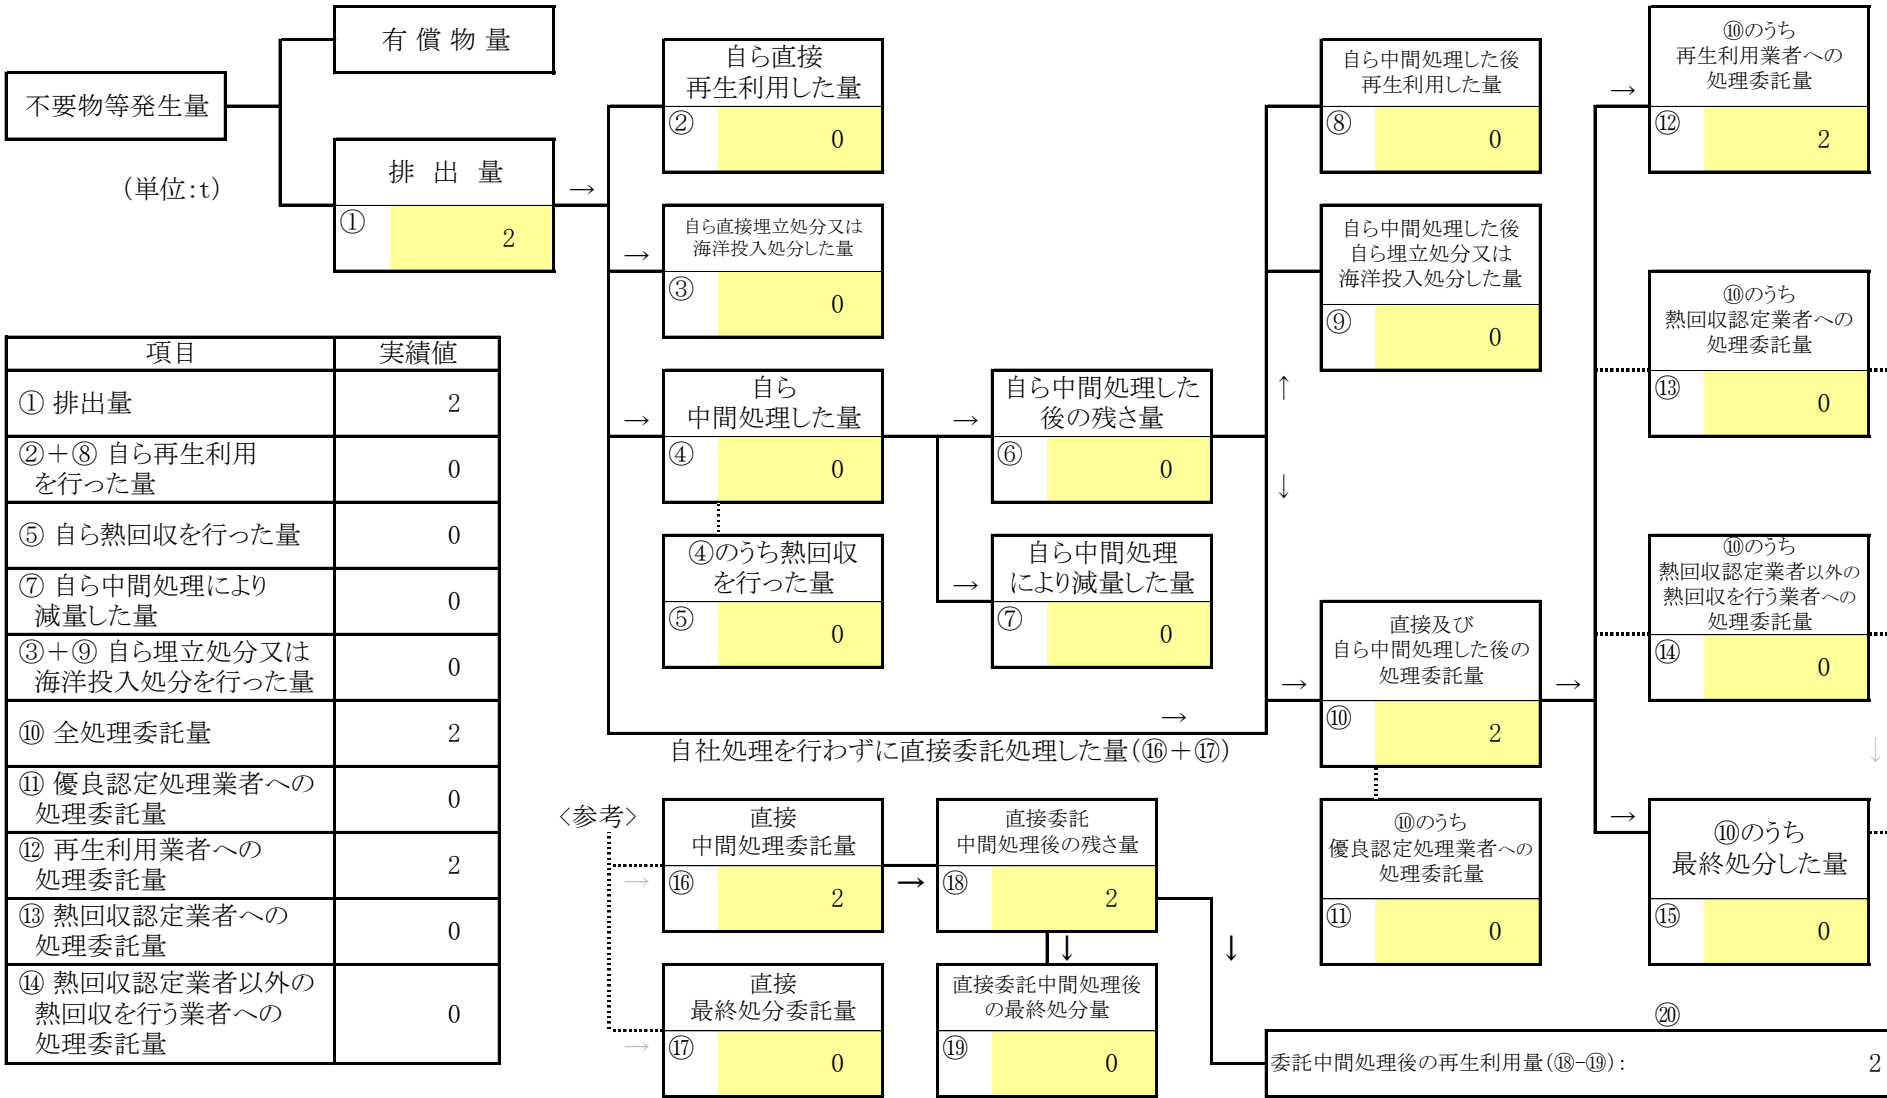 有 償 物 量
不要物等発生量
(単位:t)
排 出 量
→
①
2
自ら直接
再生利用した量
②
0
自ら直接埋立処分又は
海洋投入処分した量
→
③
0
自ら
中間処理した量
→
④
0
④のうち熱回収
を行った量
⑤
0
→
自ら中間処理した
後の残さ量
⑥
0
→
自ら中間処理
により減量した量
⑦
0
自ら中間処理した後
再生利用した量
⑧
0
自ら中間処理した後
自ら埋立処分又は
海洋投入処分した量
⑨
0
↑
↓
直接及び
自ら中間処理した後の
処理委託量
→
→
⑩
2
→
自社処理を行わずに直接委託処理した量(⑯+⑰)
⑩のうち
優良認定処理業者への
処理委託量
⑪
0
→
⑩のうち
再生利用業者への
処理委託量
⑫
2
⑩のうち
熱回収認定業者への
処理委託量
⑬
0
⑩のうち
熱回収認定業者以外の
熱回収を行う業者への
処理委託量
⑭
0
↓
→
⑩のうち
最終処分した量
⑮
0
項目 実績値
① 排出量 2
②+⑧ 自ら再生利用
を行った量 0
⑤ 自ら熱回収を行った量 0
⑦ 自ら中間処理により
減量した量 0
③+⑨ 自ら埋立処分又は
海洋投入処分を行った量 0
⑩ 全処理委託量 2
⑪ 優良認定処理業者への
処理委託量 0
⑫ 再生利用業者への
処理委託量 2
⑬ 熱回収認定業者への
処理委託量 0
⑭ 熱回収認定業者以外の
熱回収を行う業者への
処理委託量 0
<参考>
直接
中間処理委託量
→
⑯
2
→
直接委託
中間処理後の残さ量
⑱
2
↓
↓
直接
最終処分委託量
→
⑰
0
直接委託中間処理後
の最終処分量
⑲
0
⑳
委託中間処理後の再生利用量(⑱-⑲): 2